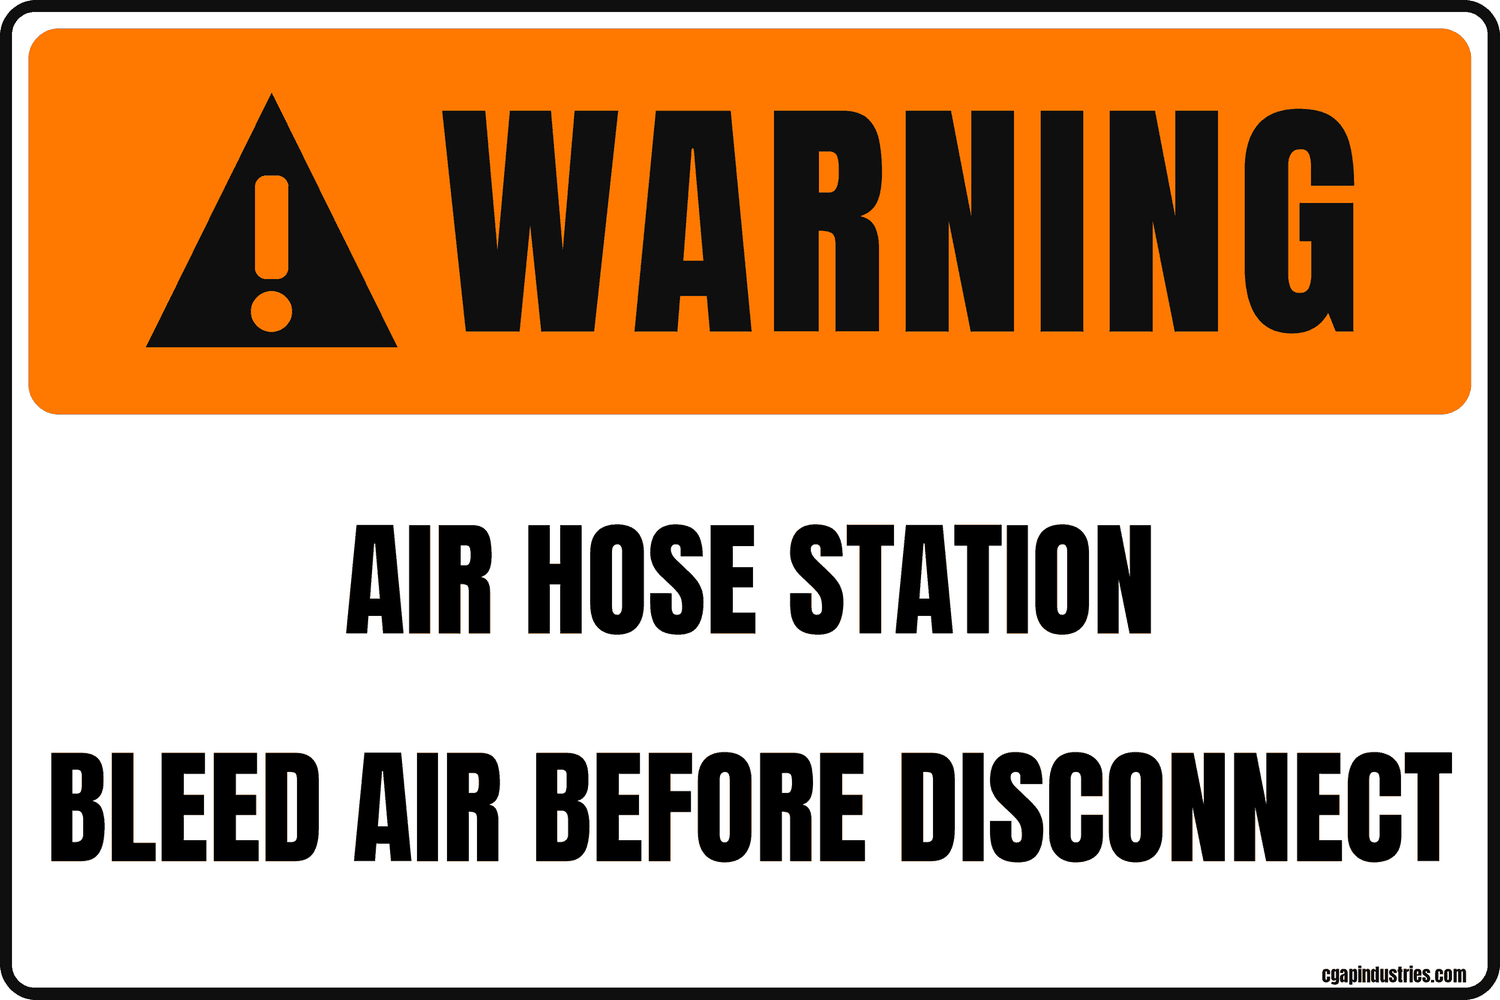 WARNING
AIR HOSE STATION
BLEED AIR BEFORE DISCONNECT
cgapindustries.com